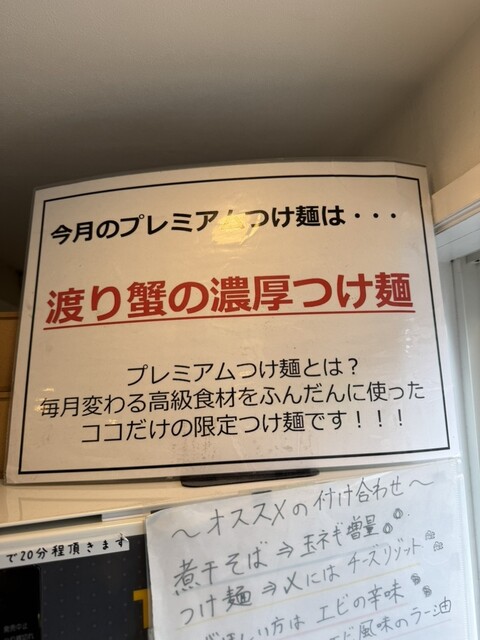 今月のプレミアムつけ麺は・・・
渡り蟹の濃厚つけ麺
プレミアムつけ麺とは？
毎月変わる高級食材をふんだんに使った
ココだけの限定つけ麺です！！！
〜オススメの付け合わせ〜
煮干そば⇒玉ネギ増量
つけ麺⇒〆にはチーズリゾット
方は エビの辛味
風味のラー油
で20分程頂きます